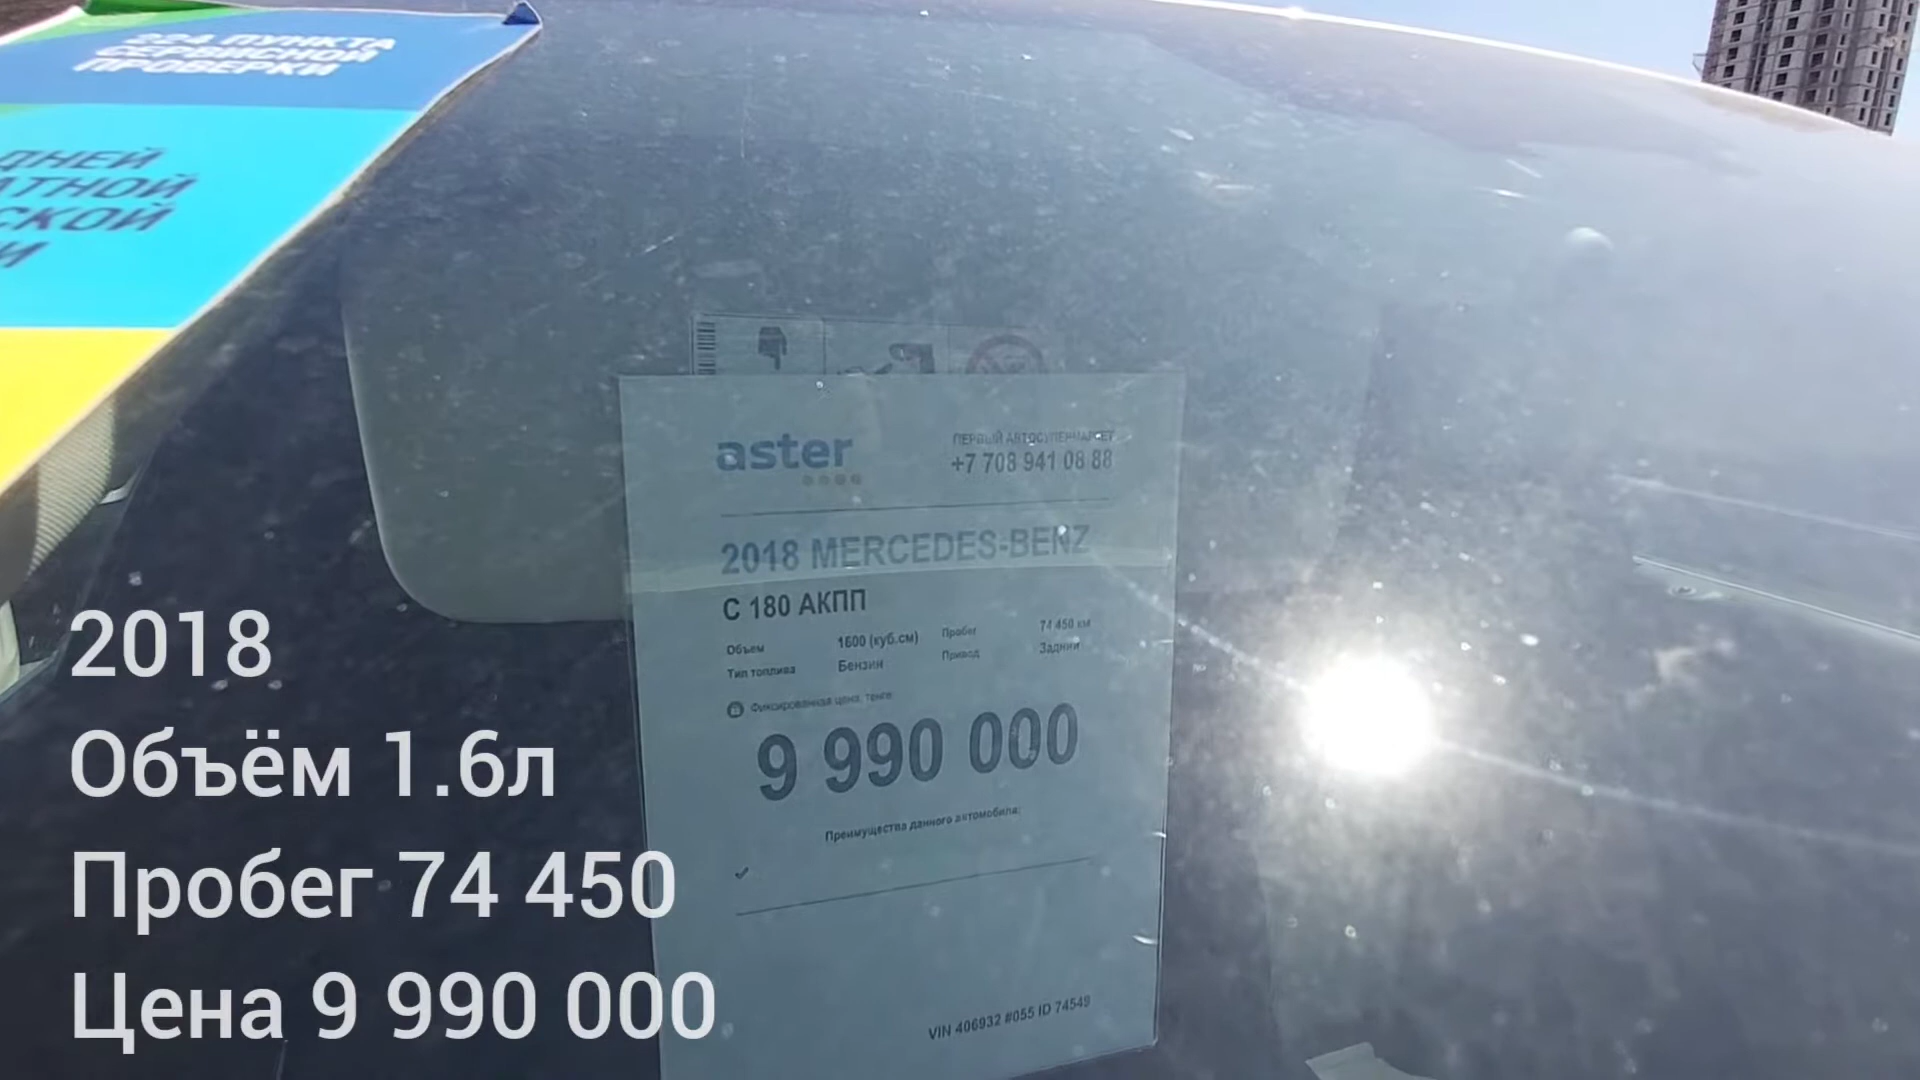 224 ПУНКТА
СЕРВИСНОЙ
ПРОВЕРКИ
ДНЕЙ
АТНОЙ
СКОЙ
И
aster
ПЕРВЫЙ АВТОСУПЕРМАРКЕТ
+7 708 941 08 88
2018 MERCEDES-BENZ
C 180 АКПП
Объем 1600 (куб.см) Пробег 74 450 км
Тип топлива Бензин Привод Задний
Фиксированная цена, тенге:
9 990 000
Преимущества данного автомобиля:
VIN 406932 #055 ID 74549
2018
Объём 1.6л
Пробег 74 450
Цена 9 990 000